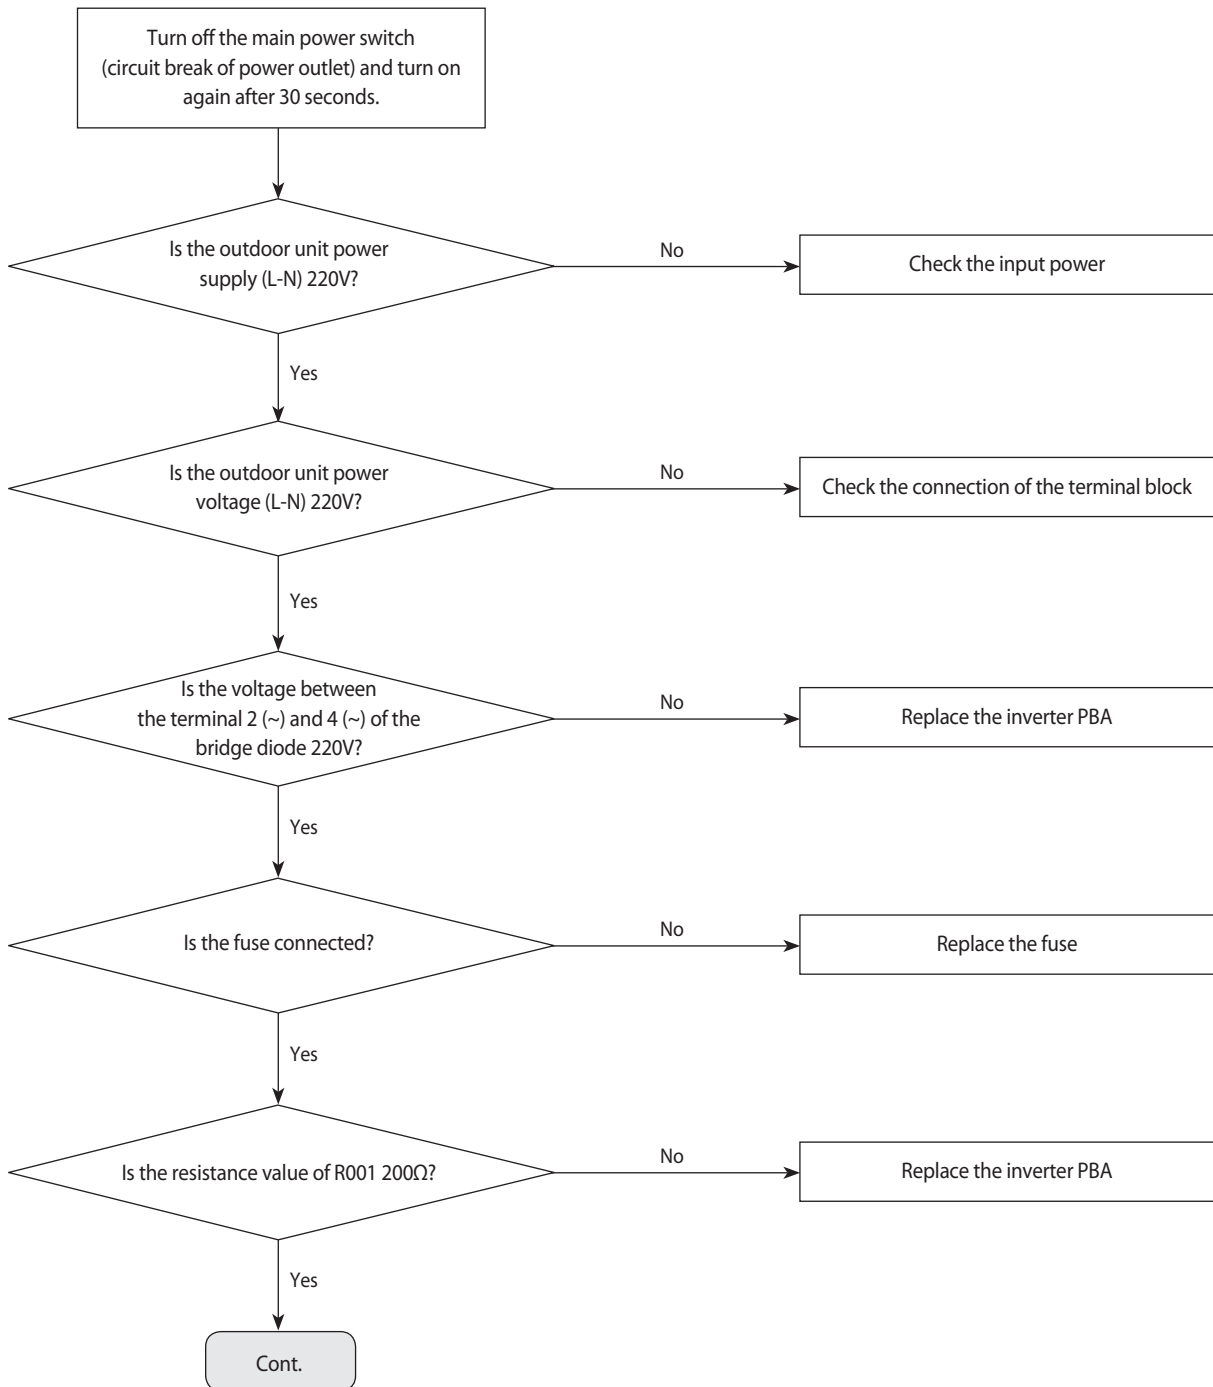 Turn off the main power switch
(circuit break of power outlet) and turn on
again after 30 seconds.
Is the outdoor unit power
supply (L-N) 220V?
No
Check the input power
Yes
Is the outdoor unit power
voltage (L-N) 220V?
No
Check the connection of the terminal block
Yes
Is the voltage between
the terminal 2 (~) and 4 (~) of the
bridge diode 220V?
No
Replace the inverter PBA
Yes
Is the fuse connected?
No
Replace the fuse
Yes
Is the resistance value of R001 200Ω?
No
Replace the inverter PBA
Yes
Cont.